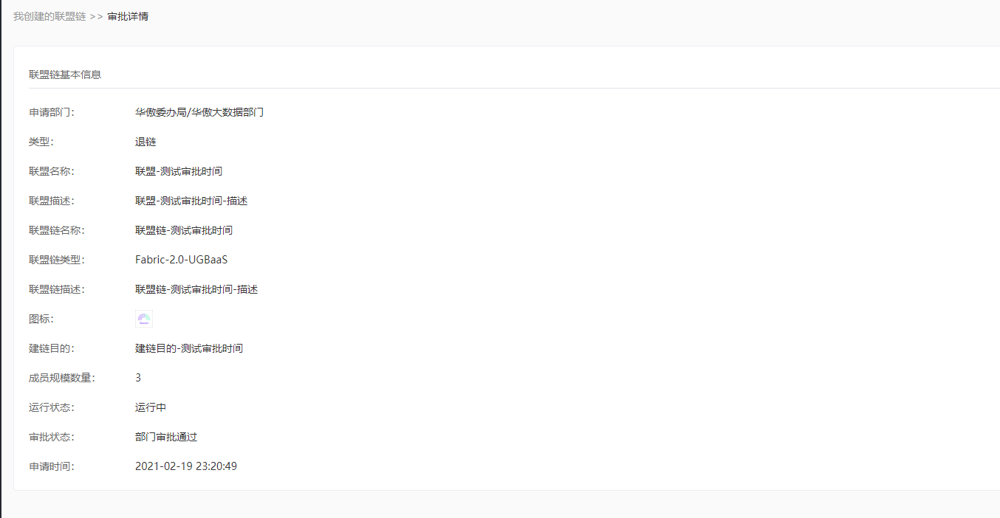 我创建的联盟链 >> 审批详情
联盟链基本信息
申请部门： 华傲委办局/华傲大数据部门
类型： 退链
联盟名称： 联盟-测试审批时间
联盟描述： 联盟-测试审批时间-描述
联盟链名称： 联盟链-测试审批时间
联盟链类型： Fabric-2.0-UGBaaS
联盟链描述： 联盟链-测试审批时间-描述
图标：
建链目的： 建链目的-测试审批时间
成员规模数量： 3
运行状态： 运行中
审批状态： 部门审批通过
申请时间： 2021-02-19 23:20:49